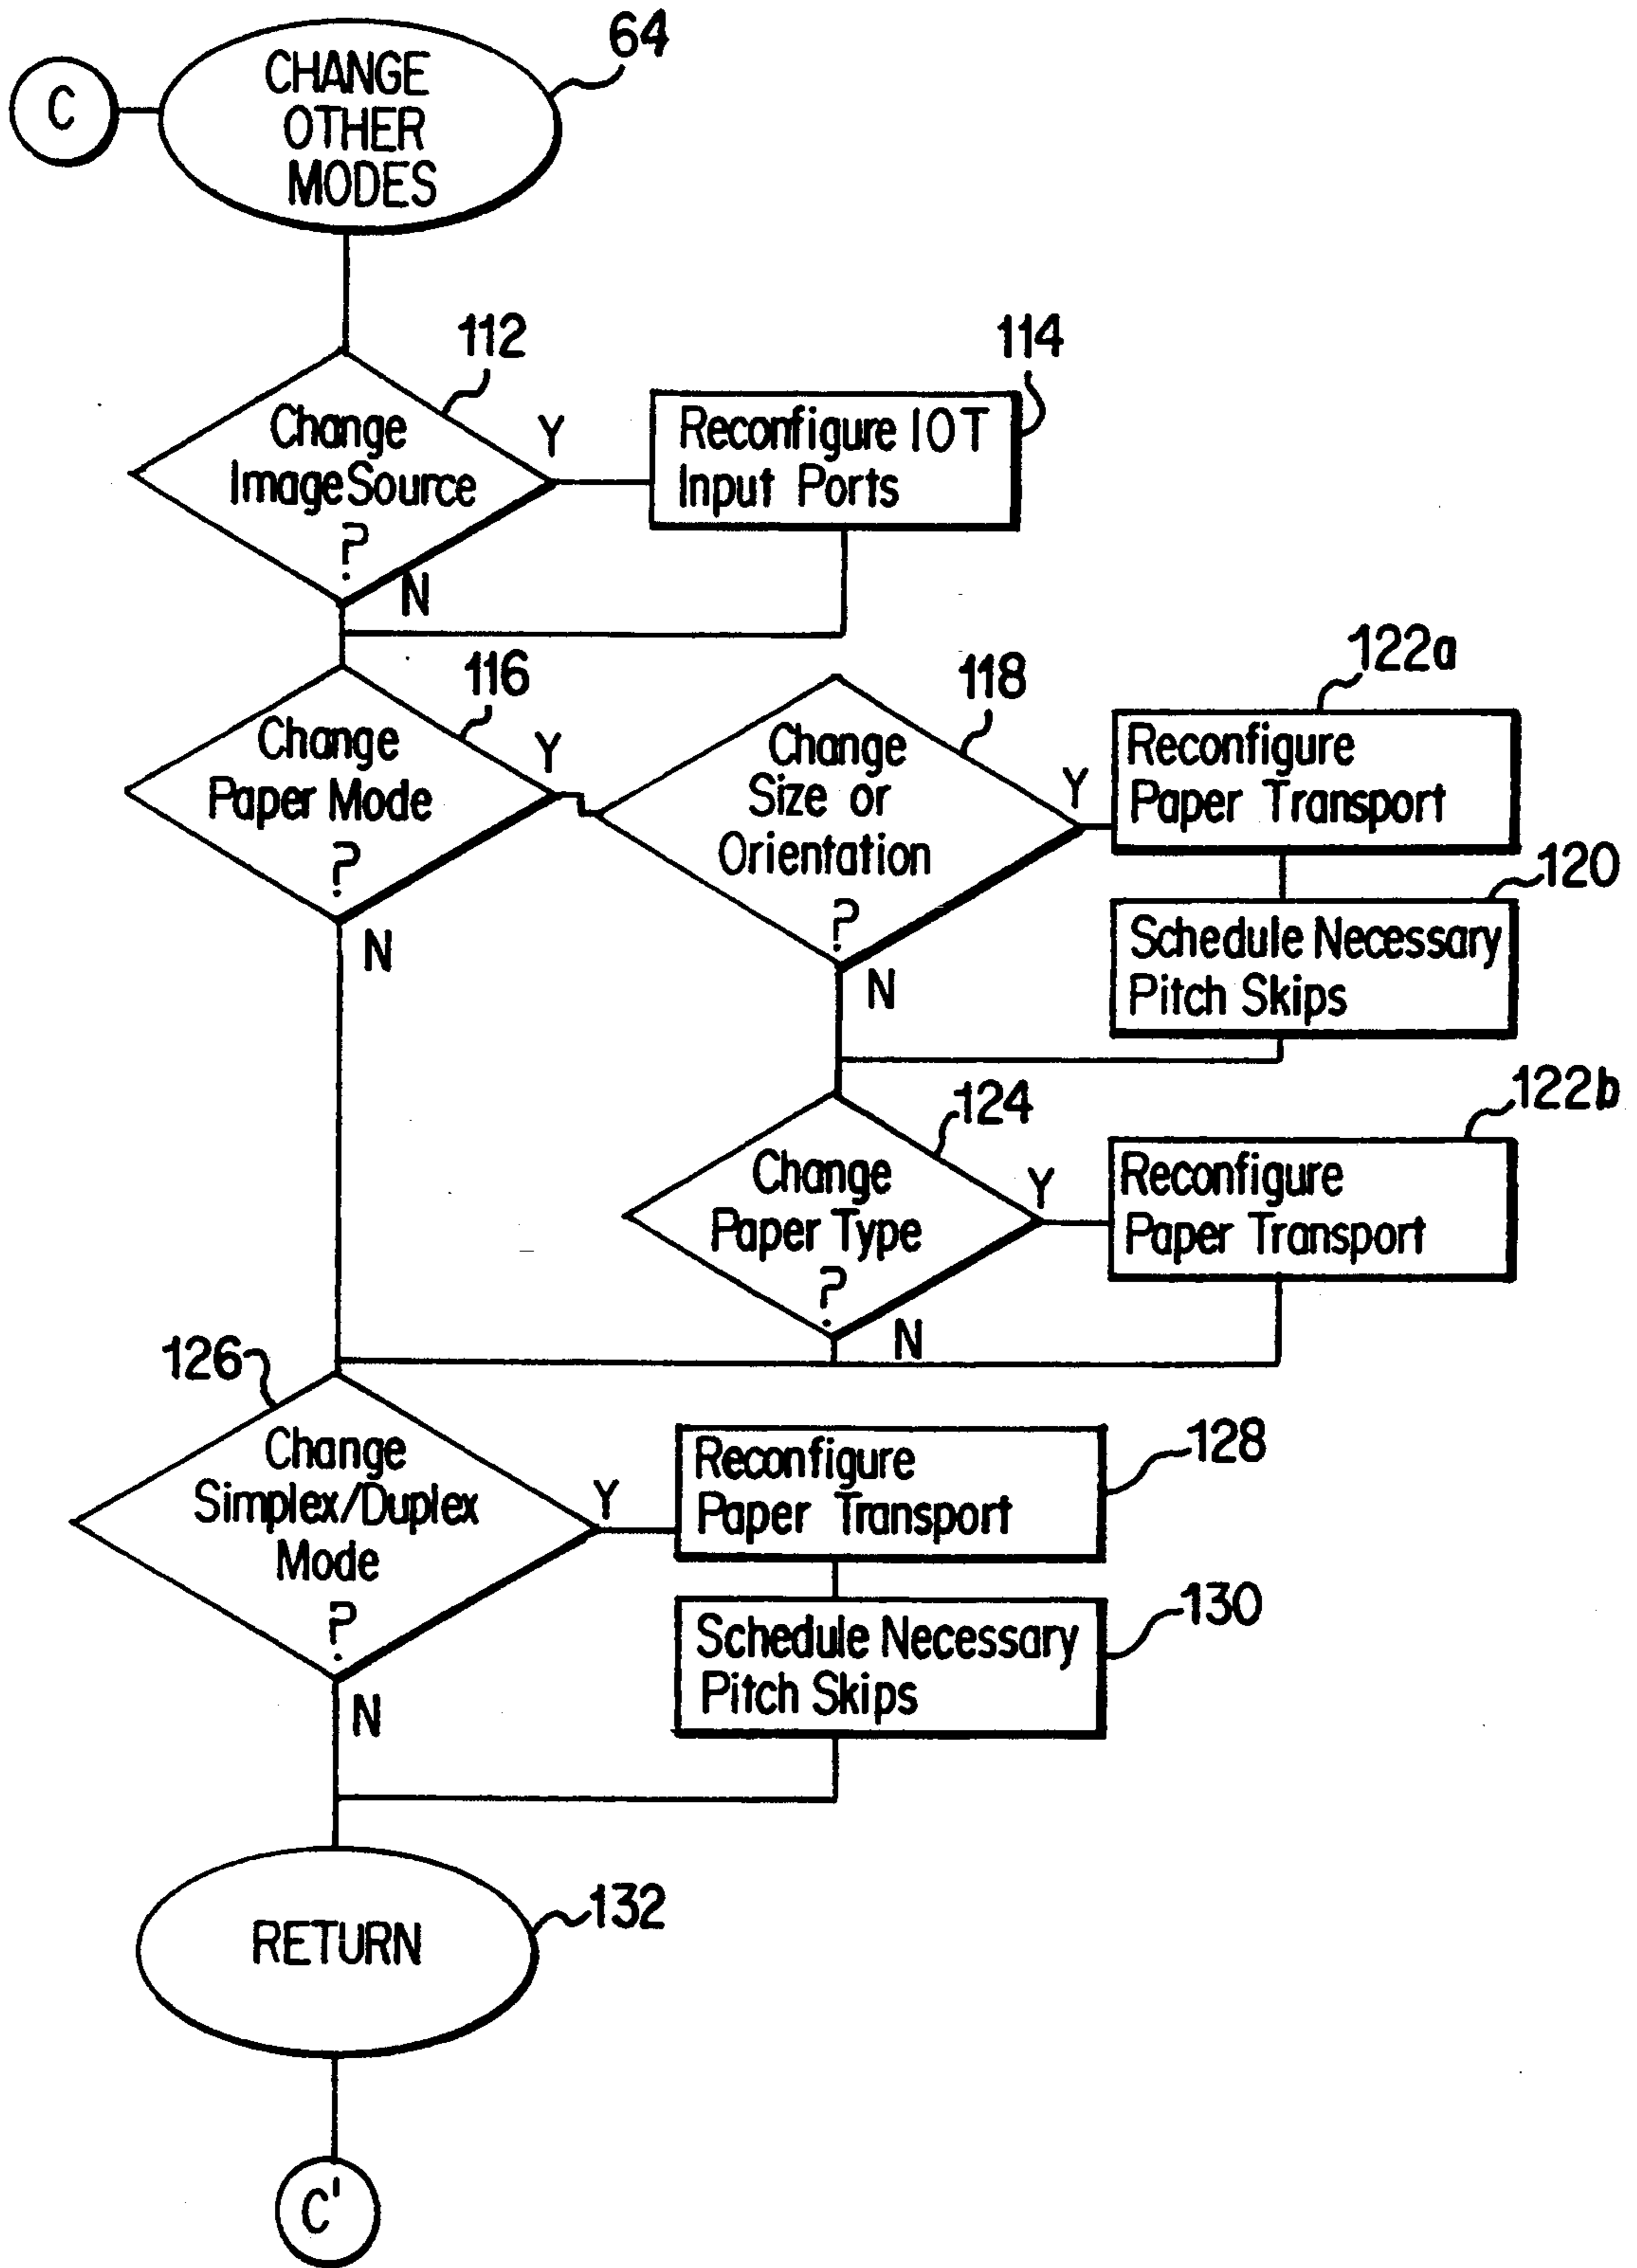 64
C
CHANGE
OTHER
MODES
112
114
Change
Image Source
?
Y
N
Reconfigure IOT
Input Ports
116
118
122a
Change
Paper Mode
?
Y
N
Change
Size or
Orientation
?
Y
N
Reconfigure
Paper Transport
120
Schedule Necessary
Pitch Skips
124
122b
Change
Paper Type
?
Y
N
Reconfigure
Paper Transport
126
Change
Simplex/Duplex
Mode
?
Y
N
128
Reconfigure
Paper Transport
130
Schedule Necessary
Pitch Skips
132
RETURN
C'